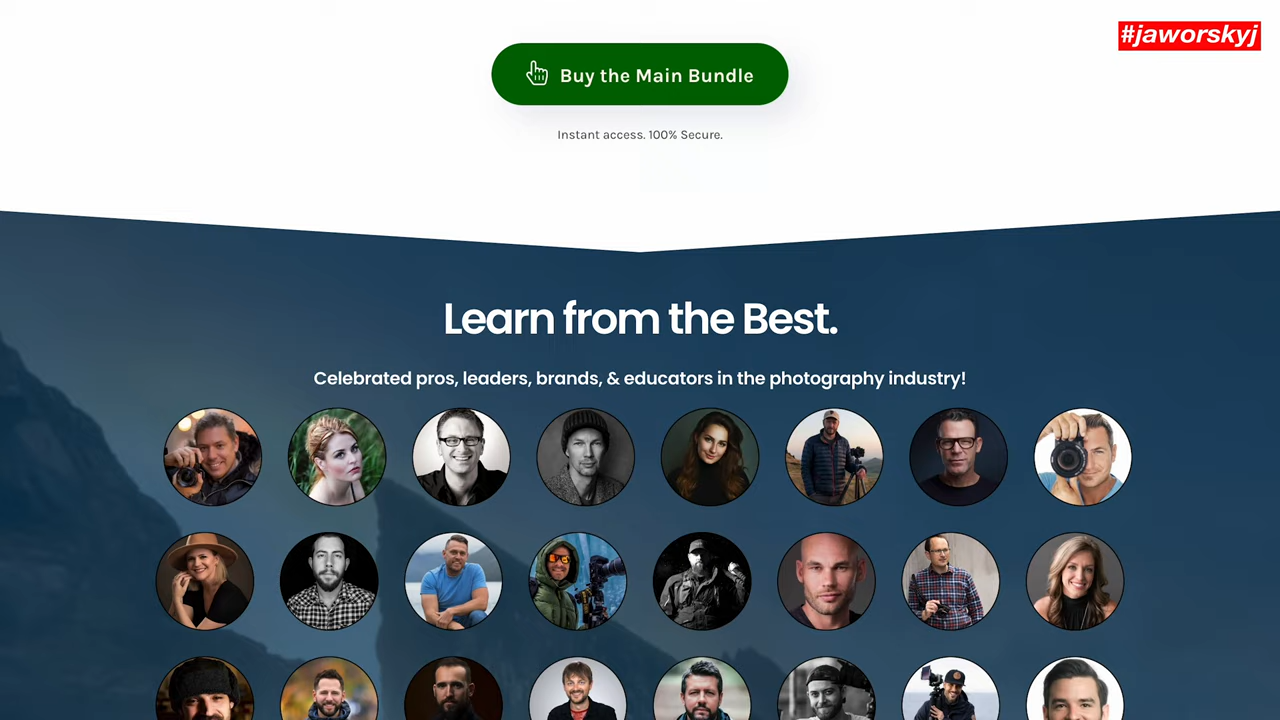 #jaworskyj
Buy the Main Bundle
Instant access. 100% Secure.
Learn from the Best.
Celebrated pros, leaders, brands, & educators in the photography industry!